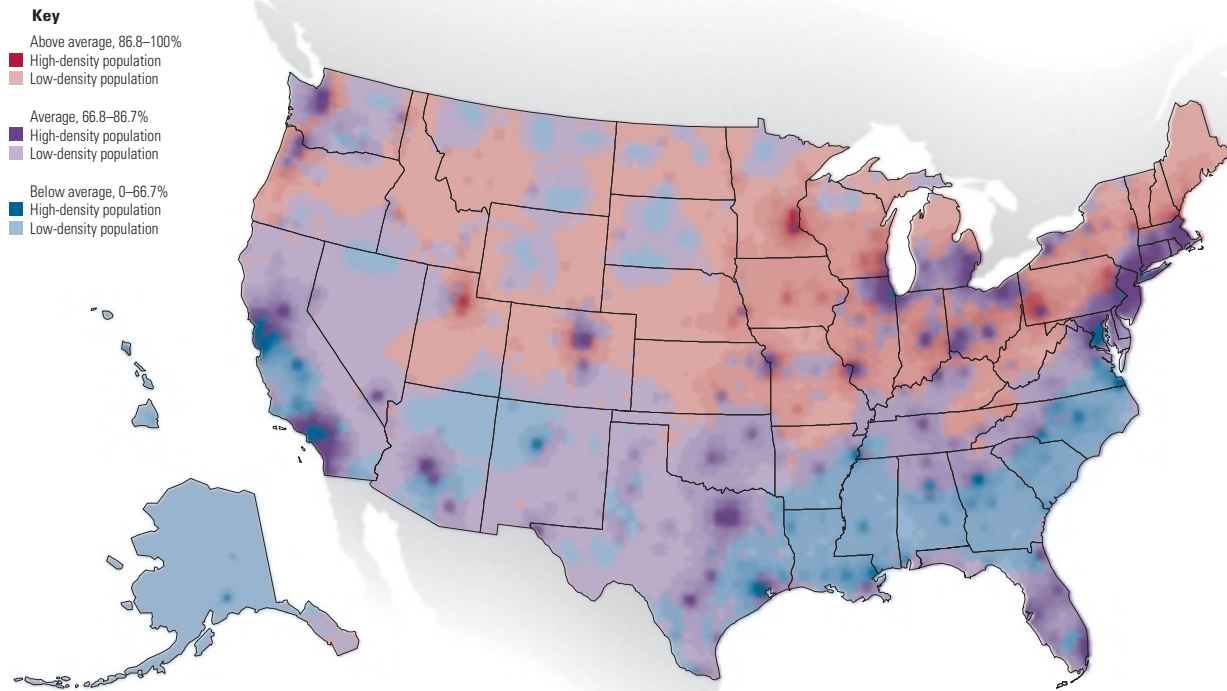 Key
Above average, 86.8–100%
High-density population
Low-density population
Average, 66.8–86.7%
High-density population
Low-density population
Below average, 0–66.7%
High-density population
Low-density population